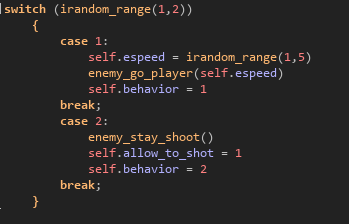 switch (irandom_range(1,2))
{
case 1:
self.espeed = irandom_range(1,5)
enemy_go_player(self.espeed)
self.behavior = 1
break;
case 2:
enemy_stay_shoot()
self.allow_to_shot = 1
self.behavior = 2
break;
}